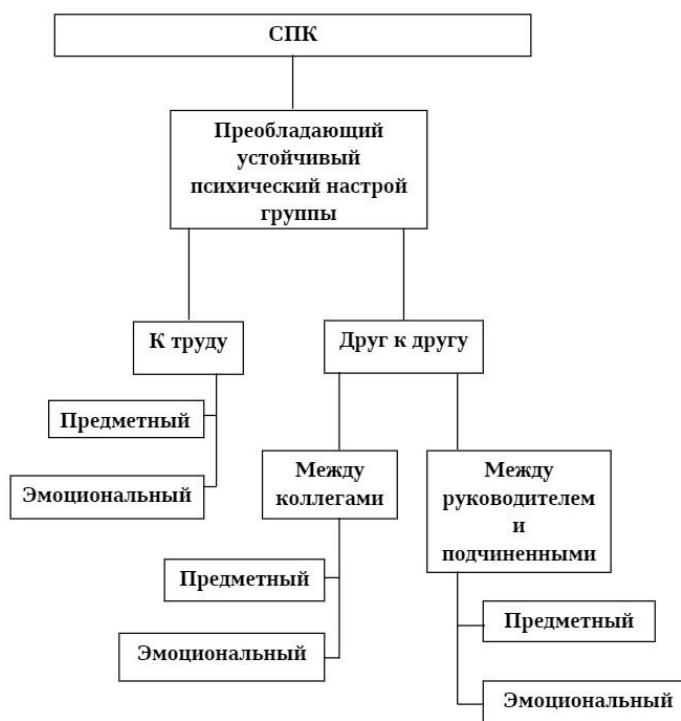 СПК
Преобладающий
устойчивый
психический настрой
группы
К труду
Друг к другу
Предметный
Эмоциональный
Между
коллегами
Между
руководителем
и
подчиненными
Предметный
Эмоциональный
Предметный
Эмоциональный